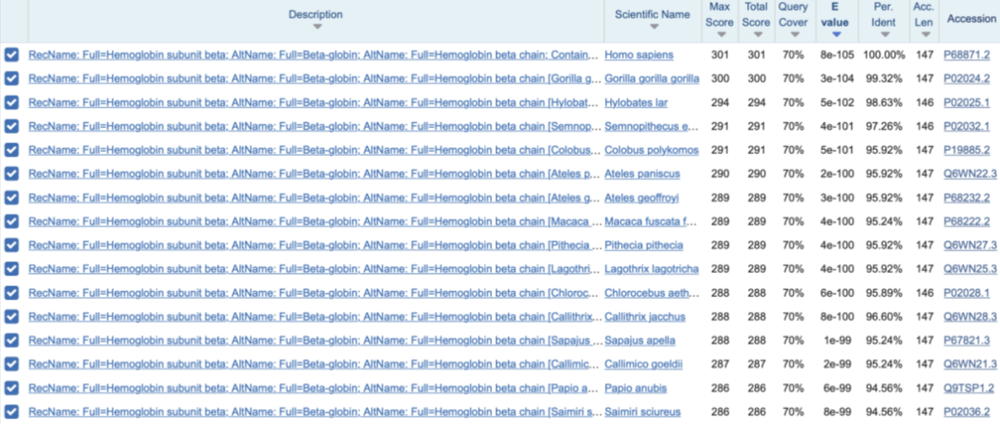 Description Scientific Name Max Score Total Score Query Cover E value Per. Ident Acc. Len Accession
RecName: Full=Hemoglobin subunit beta; AltName: Full=Beta-globin; AltName: Full=Hemoglobin beta chain; Contain... Homo sapiens 301 301 70% 8e-105 100.00% 147 P68871.2
RecName: Full=Hemoglobin subunit beta; AltName: Full=Beta-globin; AltName: Full=Hemoglobin beta chain [Gorilla g... Gorilla gorilla gorilla 300 300 70% 3e-104 99.32% 147 P02024.2
RecName: Full=Hemoglobin subunit beta; AltName: Full=Beta-globin; AltName: Full=Hemoglobin beta chain [Hylobat... Hylobates lar 294 294 70% 5e-102 98.63% 146 P02025.1
RecName: Full=Hemoglobin subunit beta; AltName: Full=Beta-globin; AltName: Full=Hemoglobin beta chain [Semnop... Semnopithecus e... 291 291 70% 4e-101 97.26% 146 P02032.1
RecName: Full=Hemoglobin subunit beta; AltName: Full=Beta-globin; AltName: Full=Hemoglobin beta chain [Colobus... Colobus polykomos 291 291 70% 5e-101 95.92% 147 P19885.2
RecName: Full=Hemoglobin subunit beta; AltName: Full=Beta-globin; AltName: Full=Hemoglobin beta chain [Ateles p... Ateles paniscus 290 290 70% 2e-100 95.92% 147 Q6WN22.3
RecName: Full=Hemoglobin subunit beta; AltName: Full=Beta-globin; AltName: Full=Hemoglobin beta chain [Ateles g... Ateles geoffroyi 289 289 70% 3e-100 95.92% 147 P68232.2
RecName: Full=Hemoglobin subunit beta; AltName: Full=Beta-globin; AltName: Full=Hemoglobin beta chain [Macaca ... Macaca fuscata f... 289 289 70% 4e-100 95.24% 147 P68222.2
RecName: Full=Hemoglobin subunit beta; AltName: Full=Beta-globin; AltName: Full=Hemoglobin beta chain [Pithecia ... Pithecia pithecia 289 289 70% 4e-100 95.92% 147 Q6WN27.3
RecName: Full=Hemoglobin subunit beta; AltName: Full=Beta-globin; AltName: Full=Hemoglobin beta chain [Lagothri... Lagothrix lagotricha 289 289 70% 4e-100 95.92% 147 Q6WN25.3
RecName: Full=Hemoglobin subunit beta; AltName: Full=Beta-globin; AltName: Full=Hemoglobin beta chain [Chloroc... Chlorocebus aeth... 288 288 70% 6e-100 95.89% 146 P02028.1
RecName: Full=Hemoglobin subunit beta; AltName: Full=Beta-globin; AltName: Full=Hemoglobin beta chain [Callithrix... Callithrix jacchus 288 288 70% 8e-100 96.60% 147 Q6WN28.3
RecName: Full=Hemoglobin subunit beta; AltName: Full=Beta-globin; AltName: Full=Hemoglobin beta chain [Sapajus ... Sapajus apella 288 288 70% 1e-99 95.24% 147 P67821.3
RecName: Full=Hemoglobin subunit beta; AltName: Full=Beta-globin; AltName: Full=Hemoglobin beta chain [Callimic... Callimico goeldii 287 287 70% 2e-99 95.24% 147 Q6WN21.3
RecName: Full=Hemoglobin subunit beta; AltName: Full=Beta-globin; AltName: Full=Hemoglobin beta chain [Papio a... Papio anubis 286 286 70% 6e-99 94.56% 147 Q9TSP1.2
RecName: Full=Hemoglobin subunit beta; AltName: Full=Beta-globin; AltName: Full=Hemoglobin beta chain [Saimiri s... Saimiri sciureus 286 286 70% 8e-99 94.56% 147 P02036.2